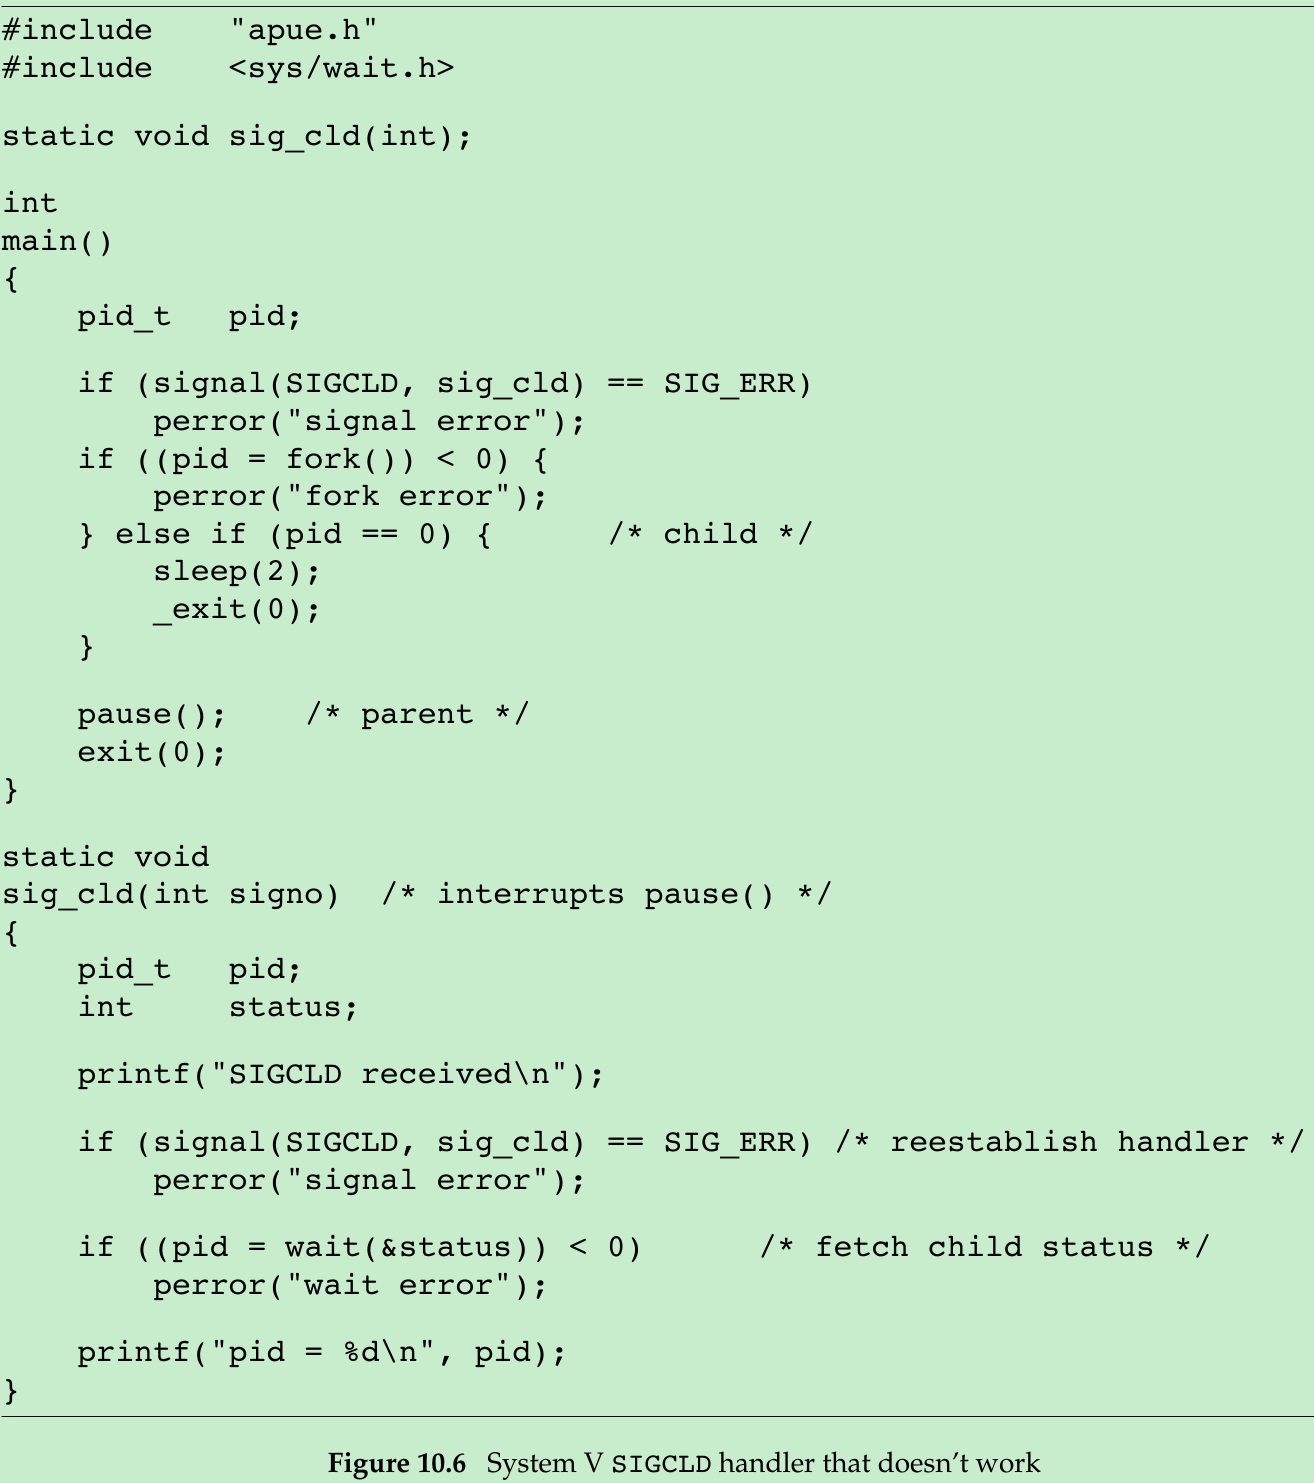 #include    "apue.h"
#include    <sys/wait.h>

static void sig_cld(int);

int
main()
{
    pid_t   pid;

    if (signal(SIGCLD, sig_cld) == SIG_ERR)
        perror("signal error");
    if ((pid = fork()) < 0) {
        perror("fork error");
    } else if (pid == 0) {      /* child */
        sleep(2);
        _exit(0);
    }

    pause();    /* parent */
    exit(0);
}

static void
sig_cld(int signo)  /* interrupts pause() */
{
    pid_t   pid;
    int     status;

    printf("SIGCLD received\n");

    if (signal(SIGCLD, sig_cld) == SIG_ERR) /* reestablish handler */
        perror("signal error");

    if ((pid = wait(&status)) < 0)      /* fetch child status */
        perror("wait error");

    printf("pid = %d\n", pid);
}
Figure 10.6 System V SIGCLD handler that doesn’t work